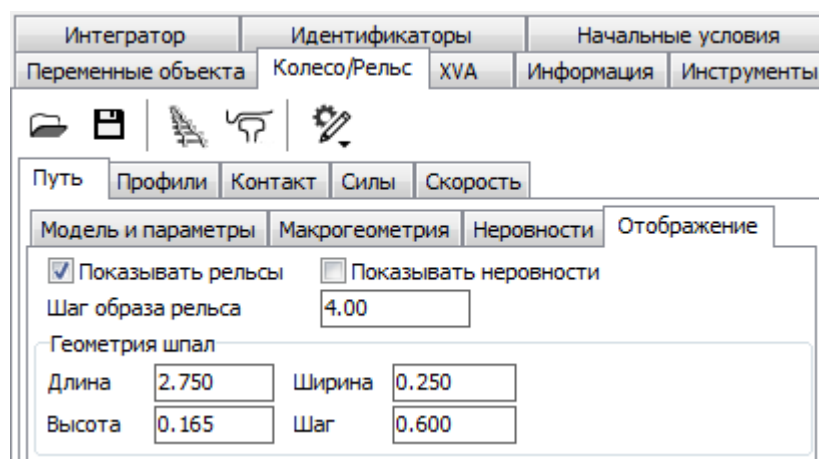 Интегратор Идентификаторы Начальные условия
Переменные объекта Колесо/Рельс XVA Информация Инструменты
Путь Профили Контакт Силы Скорость
Модель и параметры Макрогеометрия Неровности Отображение
Показывать рельсы Показывать неровности
Шаг образа рельса 4.00
Геометрия шпал
Длина 2.750 Ширина 0.250
Высота 0.165 Шаг 0.600